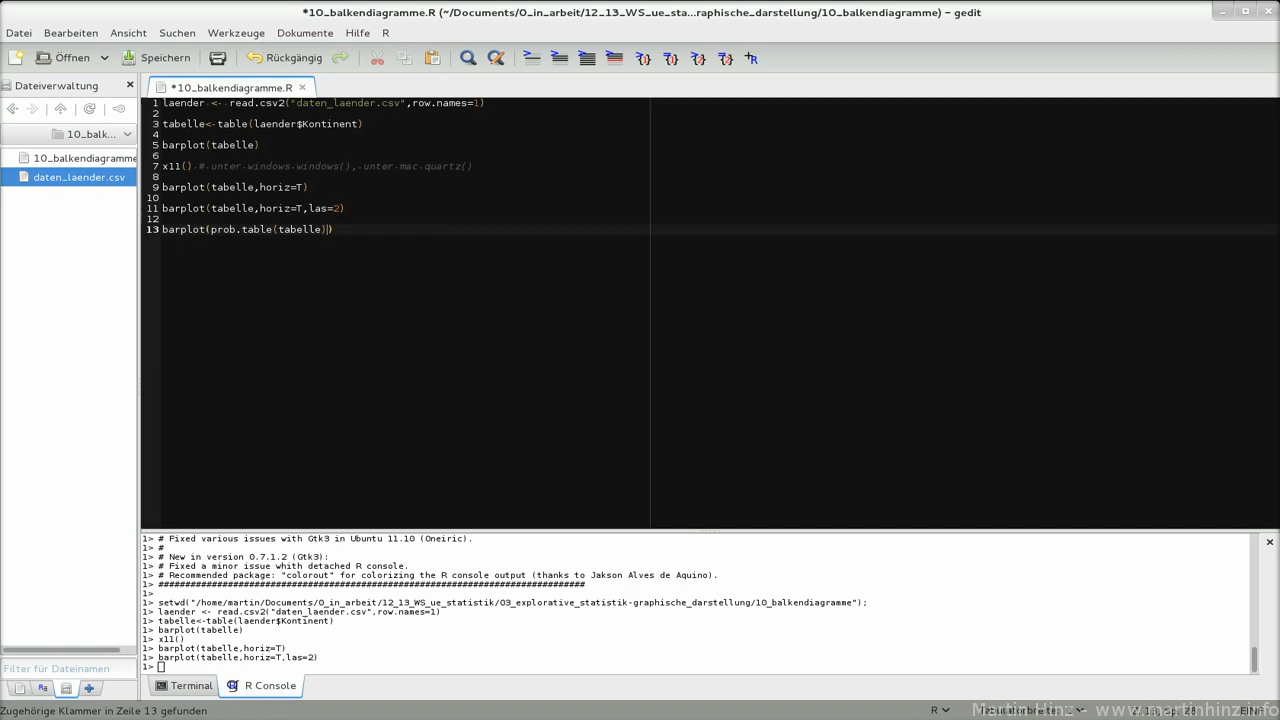 *10_balkendiagramme.R (~/Documents/0_in_arbeit/12_13_WS_ue_sta...raphische_darstellung/10_balkendiagramme) – gedit
Datei Bearbeiten Ansicht Suchen Werkzeuge Dokumente Hilfe R
Öffnen Speichern Rückgängig
Dateiverwaltung
*10_balkendiagramme.R
10_balk...
10_balkendiagramme
daten_laender.csv
1 laender <- read.csv2("daten_laender.csv",row.names=1)
2
3 tabelle<-table(laender$Kontinent)
4
5 barplot(tabelle)
6
7 x11() # unter windows windows(), unter mac quartz()
8
9 barplot(tabelle,horiz=T)
10
11 barplot(tabelle,horiz=T,las=2)
12
13 barplot(prob.table(tabelle))
1> # Fixed various issues with Gtk3 in Ubuntu 11.10 (Oneiric).
1> #
1> # New in version 0.7.1.2 (Gtk3):
1> # Fixed a minor issue whith detached R console.
1> # Recommended package: "colorout" for colorizing the R console output (thanks to Jakson Alves de Aquino).
1> ################################################################################
1>
1> setwd("/home/martin/Documents/0_in_arbeit/12_13_WS_ue_statistik/03_explorative_statistik-graphische_darstellung/10_balkendiagramme");
1> laender <- read.csv2("daten_laender.csv",row.names=1)
1> tabelle<-table(laender$Kontinent)
1> barplot(tabelle)
1> x11()
1> barplot(tabelle,horiz=T)
1> barplot(tabelle,horiz=T,las=2)
1>
Filter für Dateinamen
Terminal R Console
Zugehörige Klammer in Zeile 13 gefunden
R
Martin Hinz - www.martinhinz.info